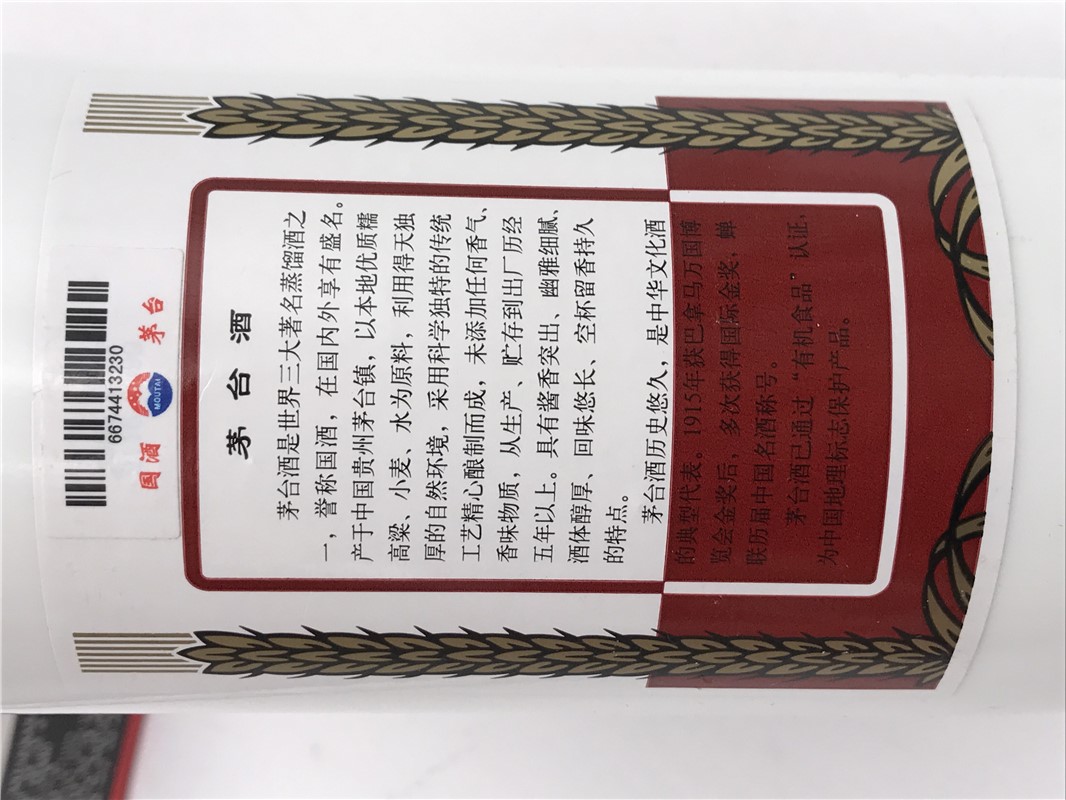 6674413230
国酒 MOUTAI 茅台
茅台酒
茅台酒是世界三大著名蒸馏酒之
一，誉称国酒，在国内外享有盛名。
产于中国贵州茅台镇，以本地优质糯
高粱、小麦、水为原料，利用得天独
厚的自然环境，采用科学独特的传统
工艺精心酿制而成，未添加任何香气、
香味物质，从生产、贮存到出厂历经
五年以上。具有酱香突出、幽雅细腻、
酒体醇厚、回味悠长、空杯留香持久
的特点。
茅台酒历史悠久，是中华文化酒
的典型代表。1915年获巴拿马万国博
览会金奖后，多次获得国际金奖，蝉
联历届中国名酒称号。
茅台酒已通过“有机食品”认证，
为中国地理标志保护产品。